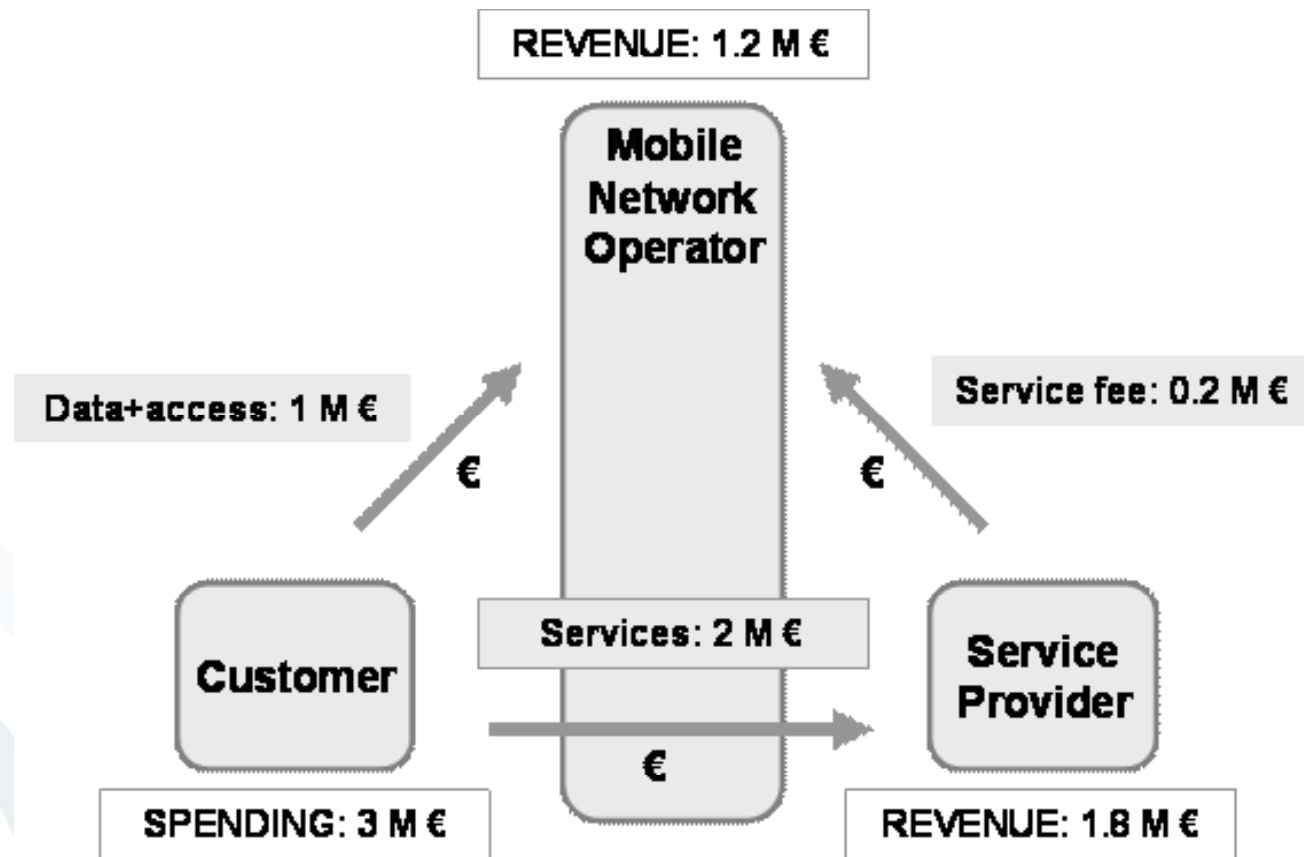 REVENUE: 1.2 M €
Mobile
Network
Operator
Data+access: 1 M €
Service fee: 0.2 M €
€
€
Services: 2 M €
Customer
Service
Provider
€
SPENDING: 3 M €
REVENUE: 1.8 M €